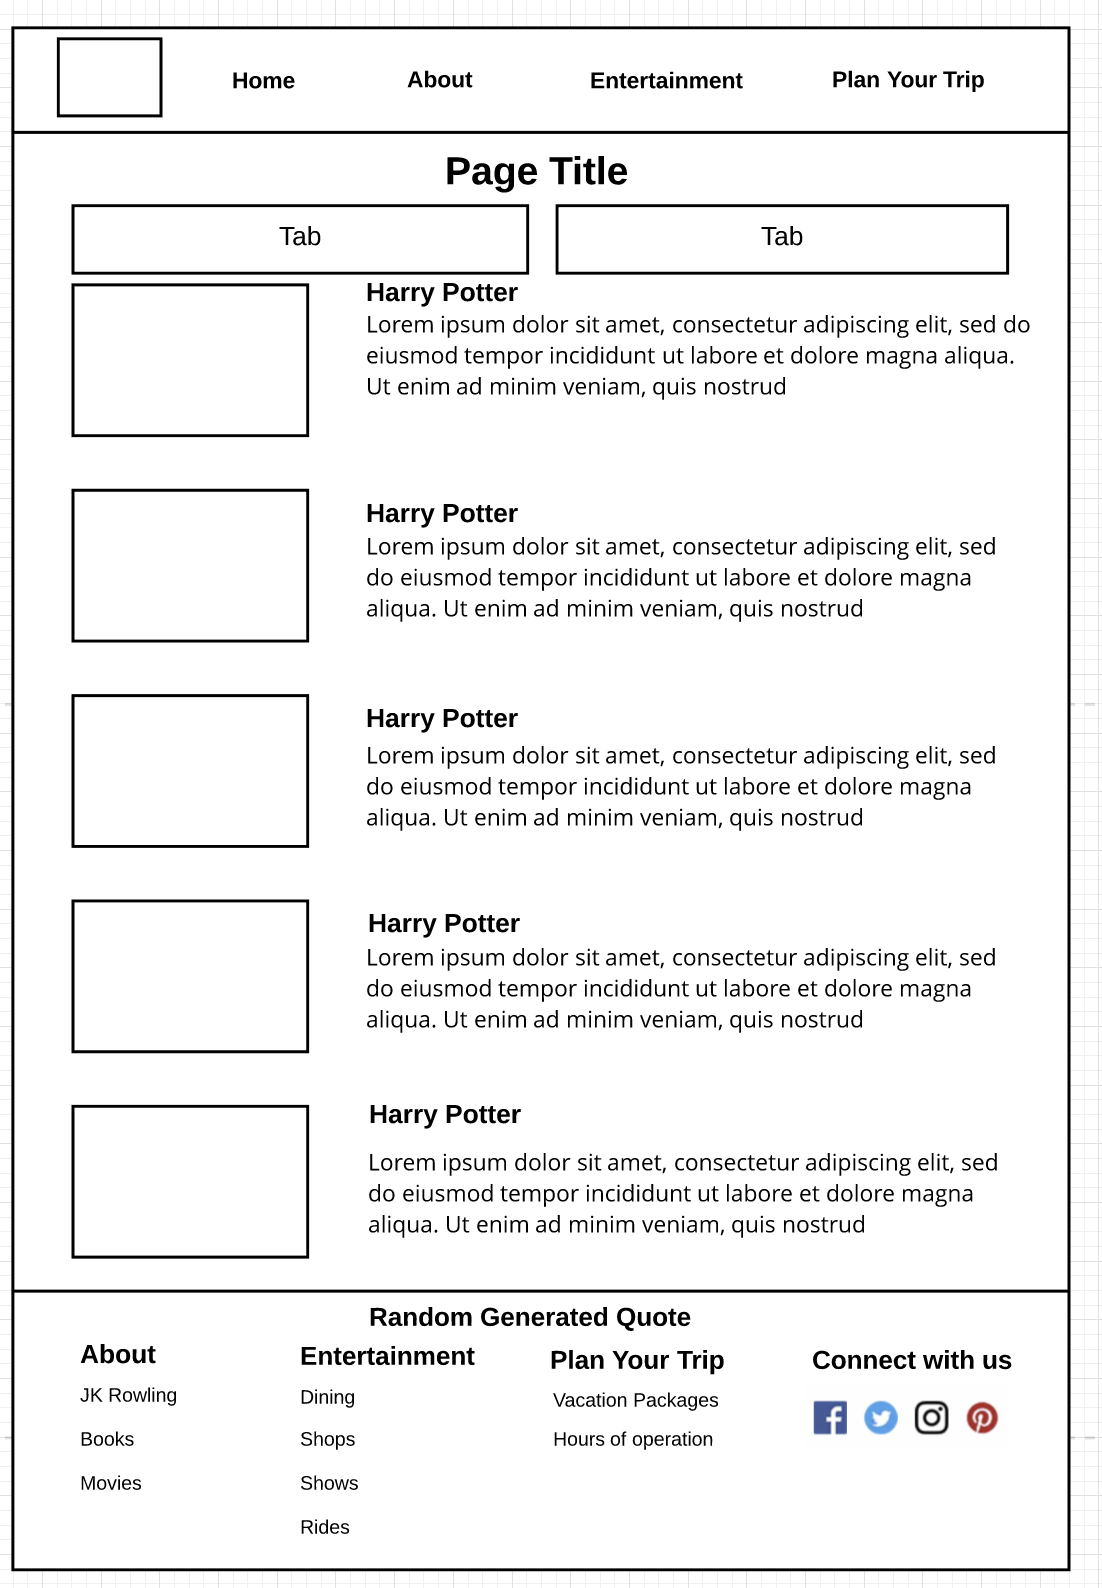 Home
About
Entertainment
Plan Your Trip
Page Title
Tab
Tab
Harry Potter
Lorem ipsum dolor sit amet, consectetur adipiscing elit, sed do
eiusmod tempor incididunt ut labore et dolore magna aliqua.
Ut enim ad minim veniam, quis nostrud
Harry Potter
Lorem ipsum dolor sit amet, consectetur adipiscing elit, sed
do eiusmod tempor incididunt ut labore et dolore magna
aliqua. Ut enim ad minim veniam, quis nostrud
Harry Potter
Lorem ipsum dolor sit amet, consectetur adipiscing elit, sed
do eiusmod tempor incididunt ut labore et dolore magna
aliqua. Ut enim ad minim veniam, quis nostrud
Harry Potter
Lorem ipsum dolor sit amet, consectetur adipiscing elit, sed
do eiusmod tempor incididunt ut labore et dolore magna
aliqua. Ut enim ad minim veniam, quis nostrud
Harry Potter
Lorem ipsum dolor sit amet, consectetur adipiscing elit, sed
do eiusmod tempor incididunt ut labore et dolore magna
aliqua. Ut enim ad minim veniam, quis nostrud
Random Generated Quote
About
JK Rowling
Books
Movies
Entertainment
Dining
Shops
Shows
Rides
Plan Your Trip
Vacation Packages
Hours of operation
Connect with us